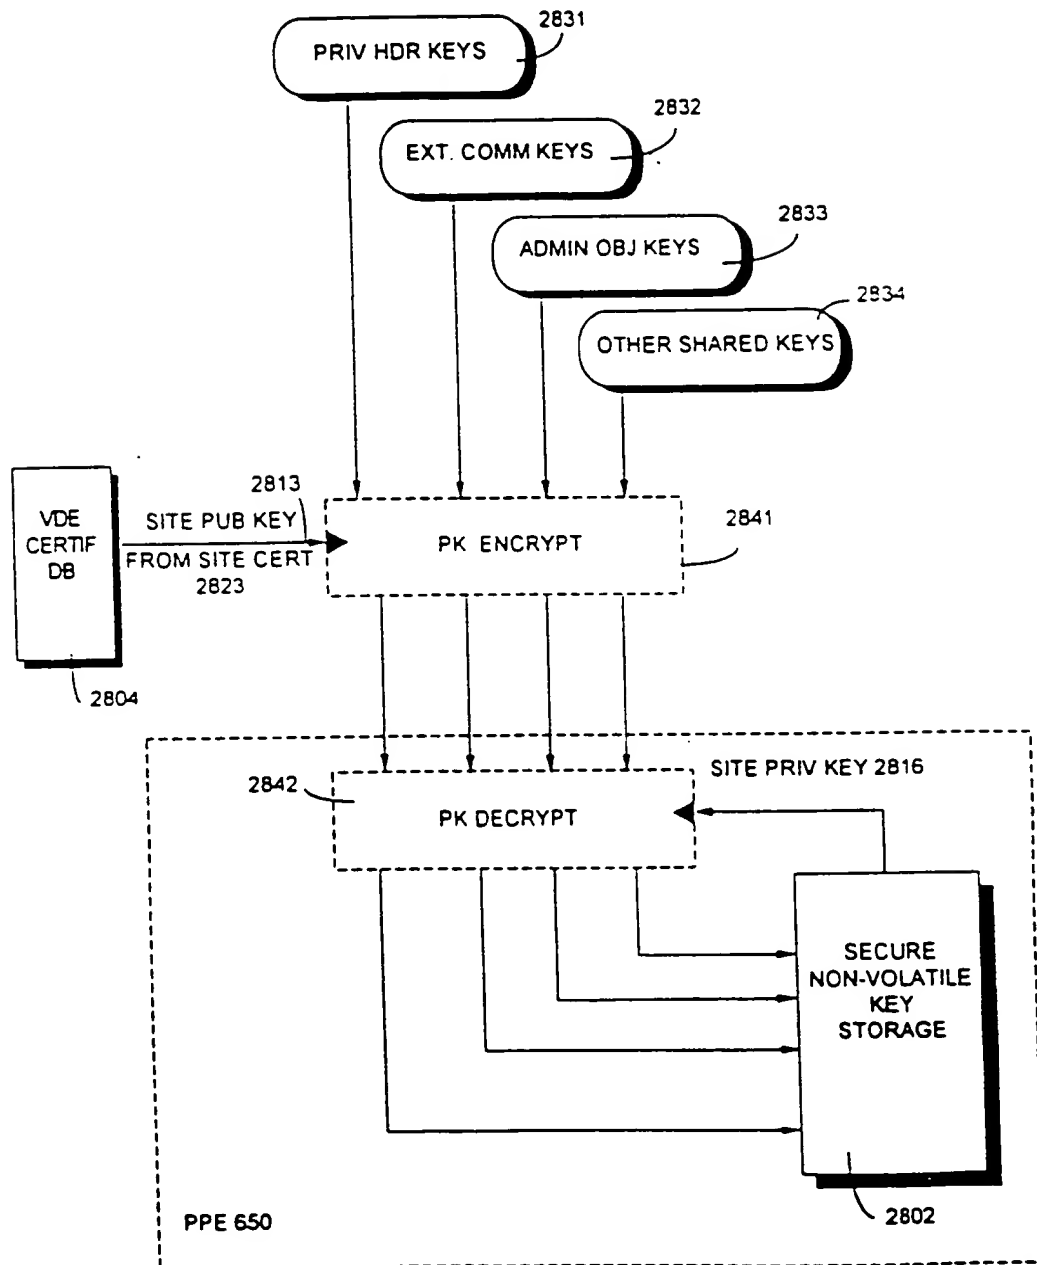 2831
PRIV HDR KEYS
2832
EXT. COMM KEYS
2833
ADMIN OBJ KEYS
2834
OTHER SHARED KEYS
2813
VDE
CERTIF
DB
SITE PUB KEY
FROM SITE CERT
2823
PK ENCRYPT
2841
2804
2842
SITE PRIV KEY 2816
PK DECRYPT
SECURE
NON-VOLATILE
KEY
STORAGE
PPE 650
2802